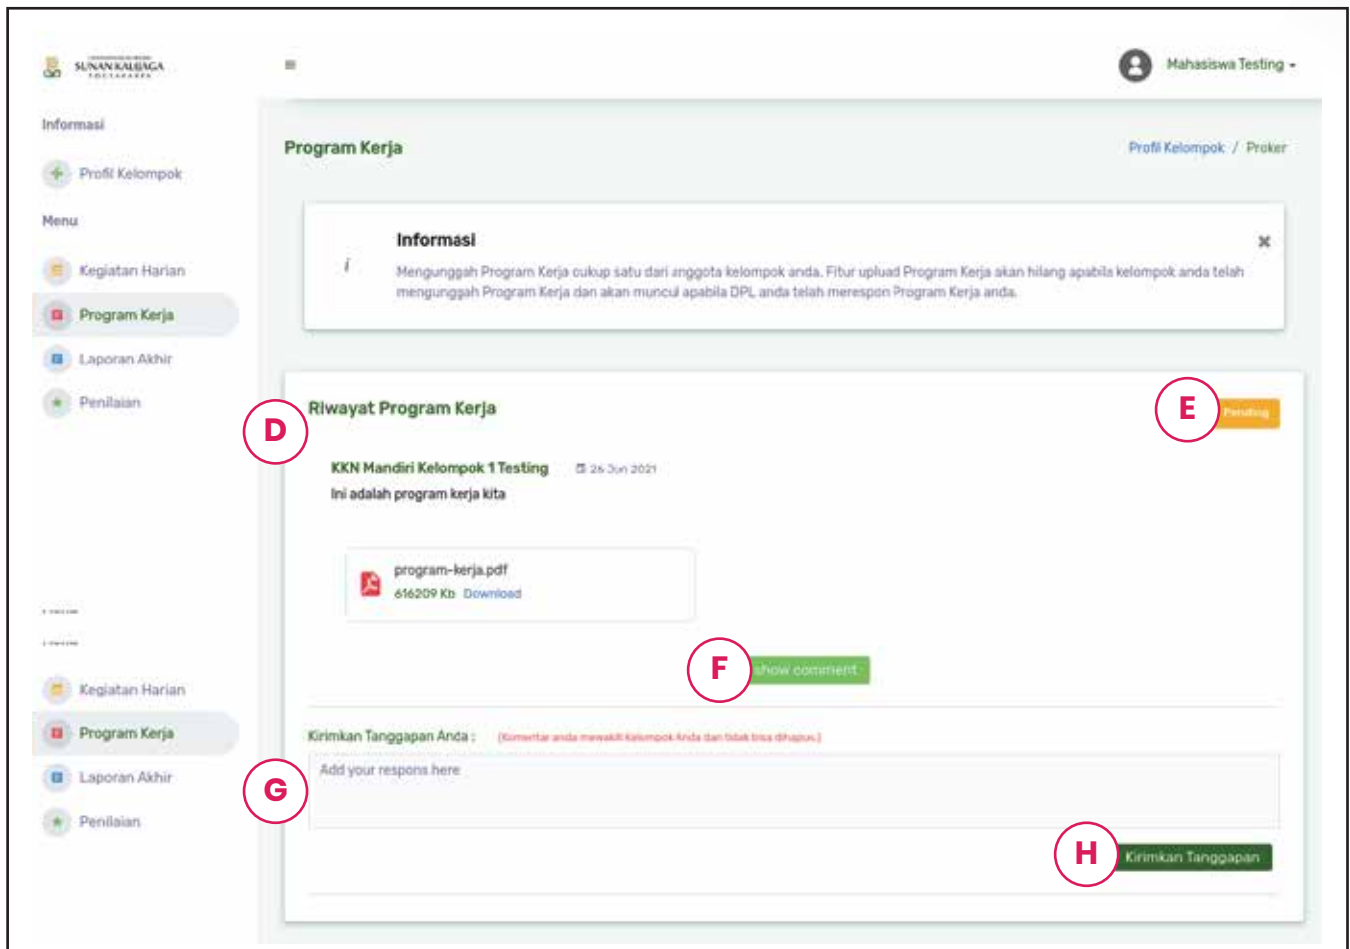 SUNAN KALIJAGA
YOGYAKARTA
Mahasiswa Testing
Informasi
Profil Kelompok
Menu
Kegiatan Harian
Program Kerja
Laporan Akhir
Penilaian
Program Kerja
Profil Kelompok / Proker
Informasi
i
Mengunggah Program Kerja cukup satu dari anggota kelompok anda. Fitur upload Program Kerja akan hilang apabila kelompok anda telah
mengunggah Program Kerja dan akan muncul apabila DPL anda telah merespon Program Kerja anda.
D
Riwayat Program Kerja
E
Pending
KKN Mandiri Kelompok 1 Testing
26 Jun 2021
Ini adalah program kerja kita
program-kerja.pdf
616209 Kb Download
F
show comment
Kegiatan Harian
Program Kerja
Laporan Akhir
Penilaian
Kirimkan Tanggapan Anda :
(Komentar anda mewakili Kelompok Anda dan tidak bisa dihapus.)
G
Add your respons here
H
Kirimkan Tanggapan